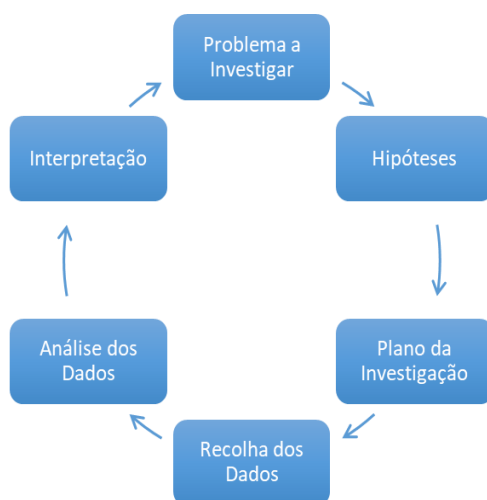 Problema a
Investigar
Hipóteses
Plano da
Investigação
Recolha dos
Dados
Análise dos
Dados
Interpretação